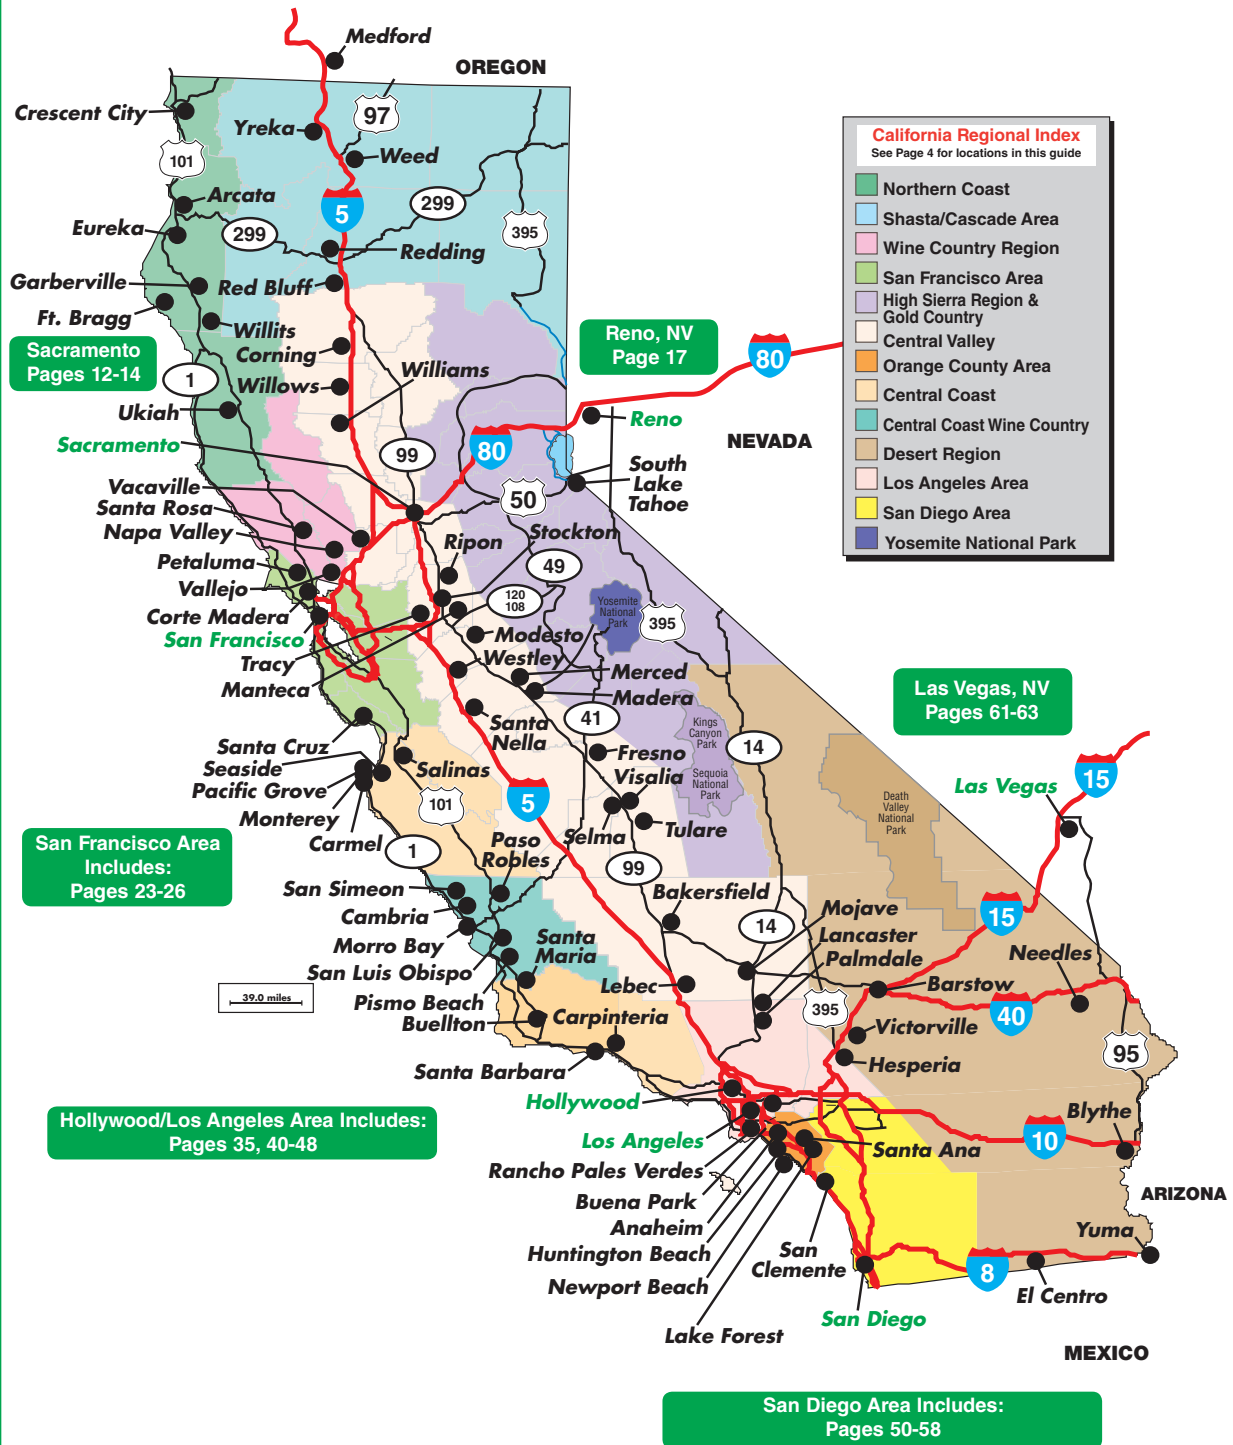 Medford
OREGON
Crescent City
Yreka
97
Weed
101
Arcata
5
299
Eureka
299
395
Redding
Garberville
Red Bluff
Ft. Bragg
Willits
Corning
Sacramento
Pages 12-14
1
Willows
Williams
Ukiah
Sacramento
99
80
Reno, NV
Page 17
80
Reno
NEVADA
South
Lake
Tahoe
50
Vacaville
Santa Rosa
Napa Valley
Petaluma
Vallejo
Corte Madera
San Francisco
Tracy
Manteca
Stockton
Ripon
49
120
108
Yosemite
National
Park
395
Modesto
Westley
Merced
Madera
41
Santa
Nella
Kings
Canyon
Park
14
Sequoia
National
Park
Fresno
Visalia
Selma
Tulare
Santa Cruz
Seaside
Pacific Grove
Monterey
Carmel
Salinas
101
5
1
Paso
Robles
99
Bakersfield
14
Death
Valley
National
Park
Las Vegas, NV
Pages 61-63
Las Vegas
15
15
San Francisco Area
Includes:
Pages 23-26
San Simeon
Cambria
Morro Bay
San Luis Obispo
Pismo Beach
Buellton
Santa
Maria
Lebec
Carpinteria
Santa Barbara
39.0 miles
Mojave
Lancaster
Palmdale
395
Needles
Barstow
40
Victorville
Hesperia
95
Hollywood
Los Angeles
Rancho Pales Verdes
Buena Park
Anaheim
Huntington Beach
Newport Beach
Lake Forest
Santa Ana
San
Clemente
Blythe
10
ARIZONA
Yuma
8
El Centro
San Diego
MEXICO
Hollywood/Los Angeles Area Includes:
Pages 35, 40-48
San Diego Area Includes:
Pages 50-58
California Regional Index
See Page 4 for locations in this guide
Northern Coast
Shasta/Cascade Area
Wine Country Region
San Francisco Area
High Sierra Region &
Gold Country
Central Valley
Orange County Area
Central Coast
Central Coast Wine Country
Desert Region
Los Angeles Area
San Diego Area
Yosemite National Park